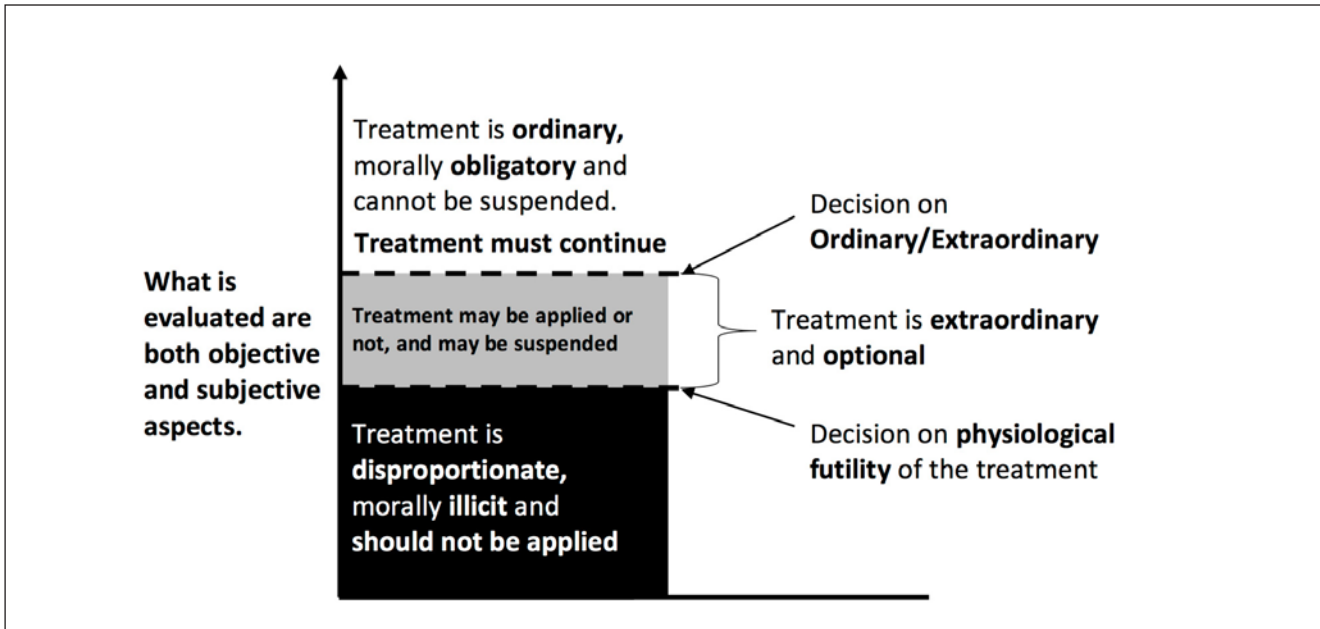 Treatment is ordinary,
morally obligatory and
cannot be suspended.
Treatment must continue
What is
evaluated are
both objective
and subjective
aspects.
Treatment may be applied or
not, and may be suspended
Treatment is
disproportionate,
morally illicit and
should not be applied
Decision on
Ordinary/Extraordinary
Treatment is extraordinary
and optional
Decision on physiological
futility of the treatment